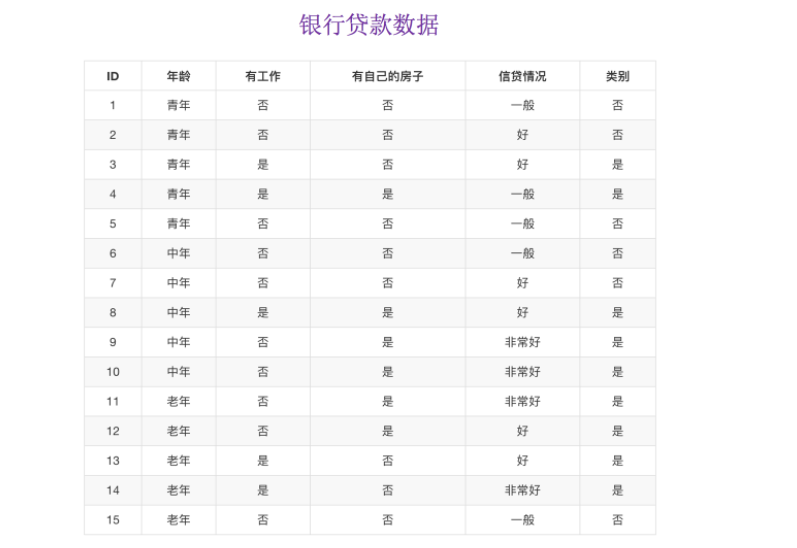 银行贷款数据
ID 年龄 有工作 有自己的房子 信贷情况 类别
1 青年 否 否 一般 否
2 青年 否 否 好 否
3 青年 是 否 好 是
4 青年 是 是 一般 是
5 青年 否 否 一般 否
6 中年 否 否 一般 否
7 中年 否 否 好 否
8 中年 是 是 好 是
9 中年 否 是 非常好 是
10 中年 否 是 非常好 是
11 老年 否 是 非常好 是
12 老年 否 是 好 是
13 老年 是 否 好 是
14 老年 是 否 非常好 是
15 老年 否 否 一般 否